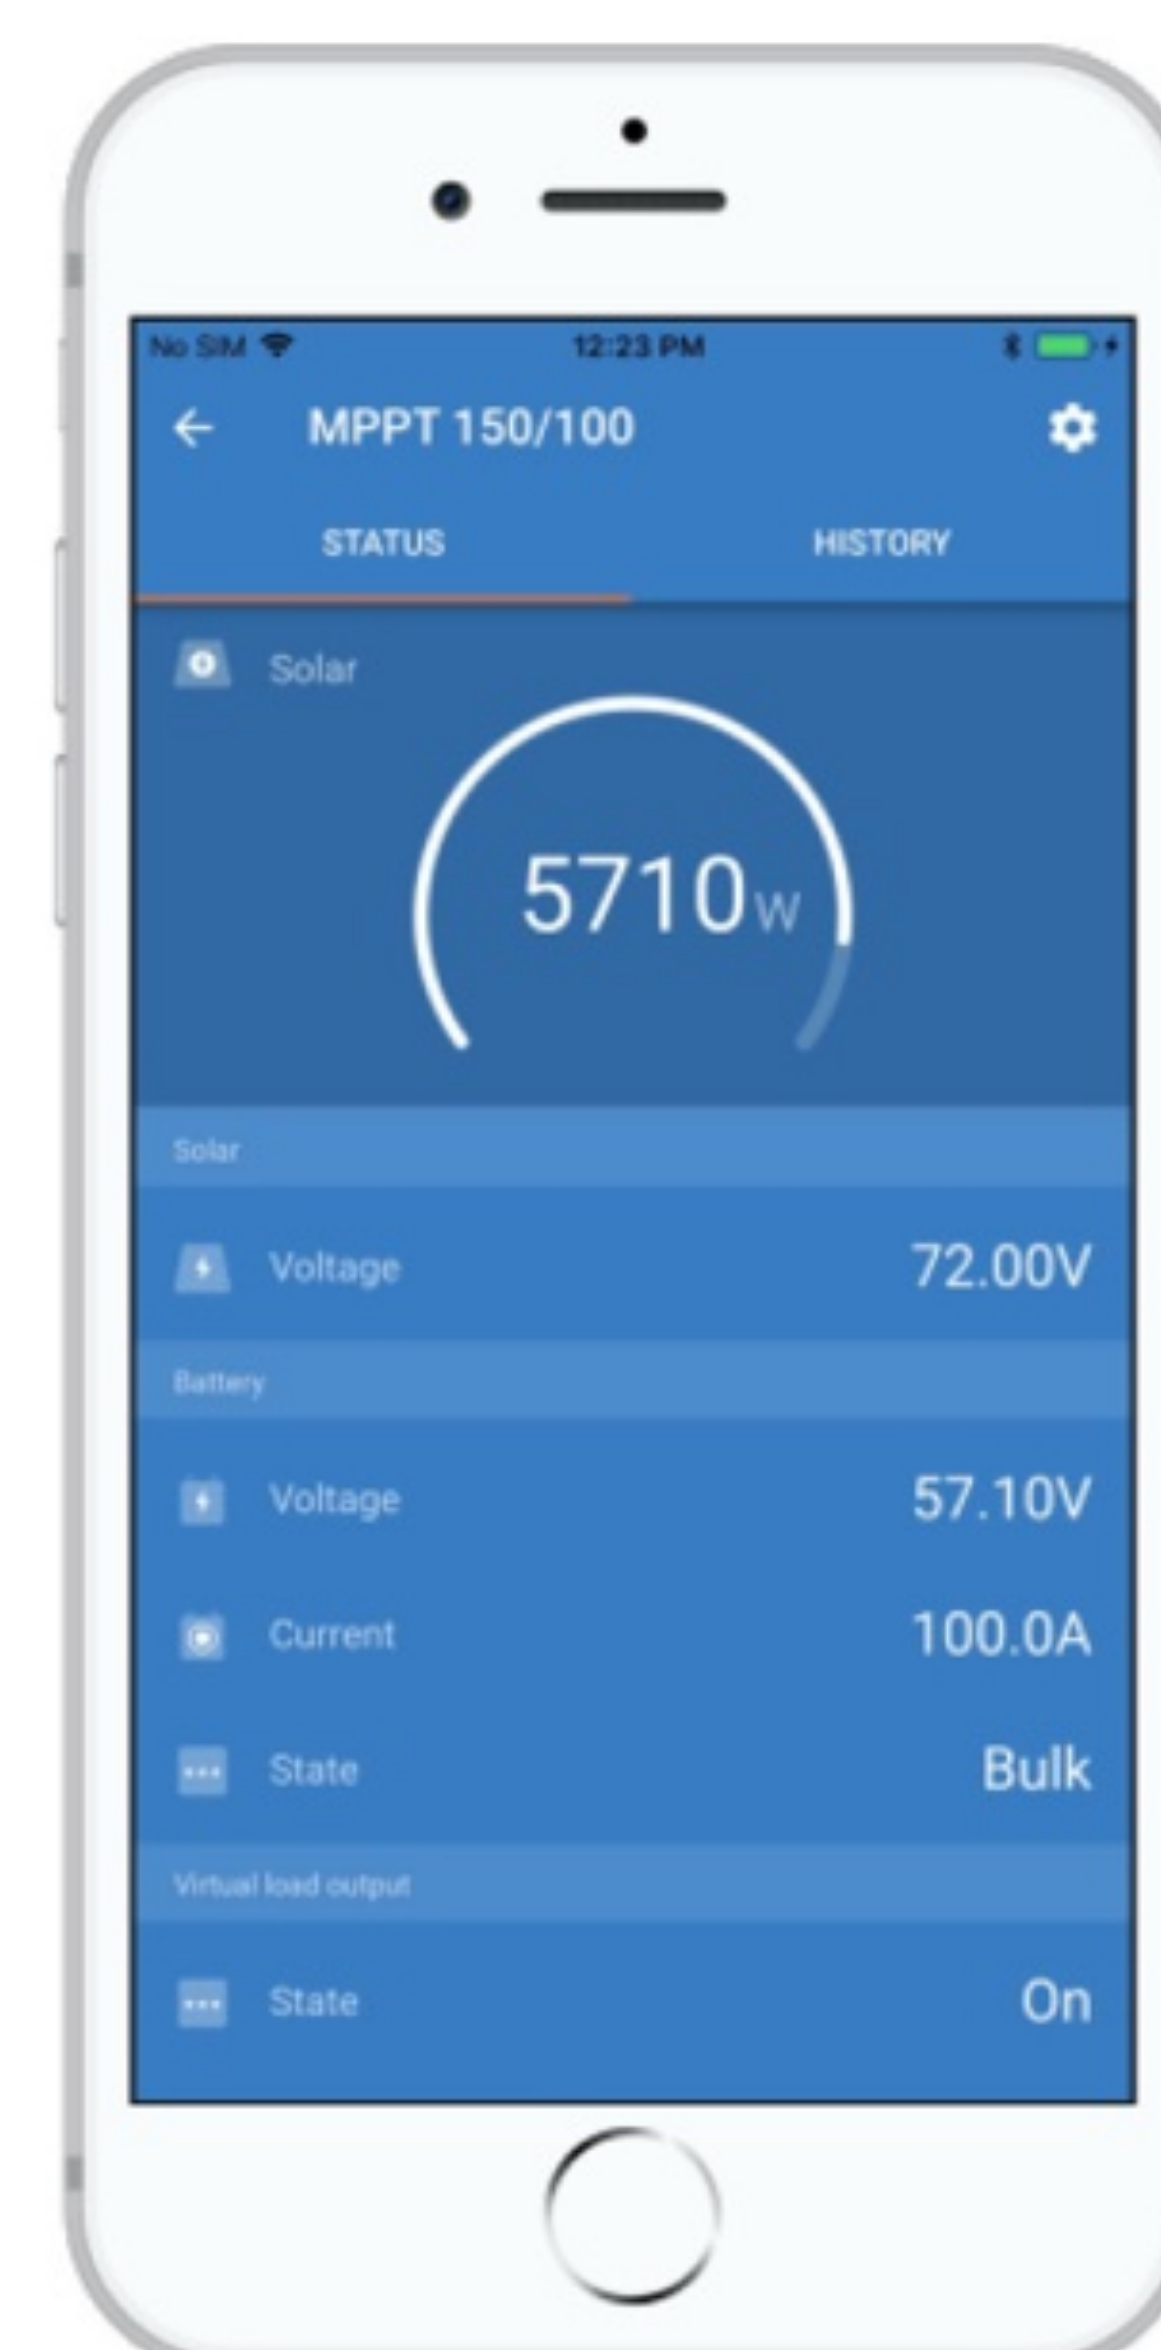 No SIM 12:23 PM
MPPT 150/100
STATUS HISTORY
Solar
5710W
Solar
Voltage 72.00V
Battery
Voltage 57.10V
Current 100.0A
State Bulk
Virtual load output
State On